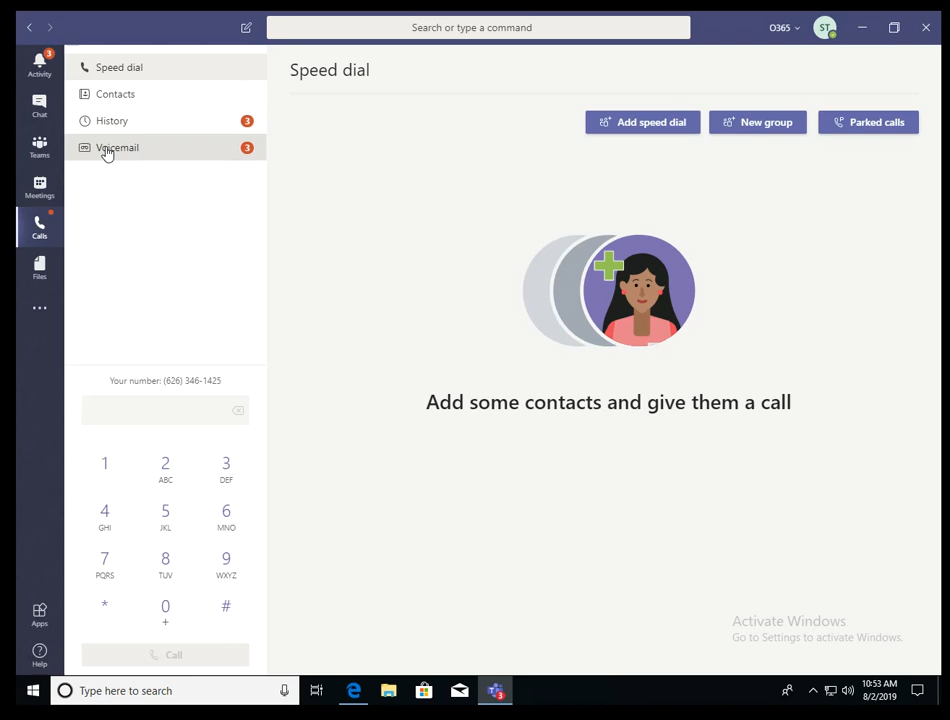 Search or type a command
O365
ST
3
Activity
Chat
Teams
Meetings
Calls
Files
Apps
Help
Speed dial
Contacts
History 3
Voicemail 3
Your number: (626) 346-1425
1 2 3
ABC DEF
4 5 6
GHI JKL MNO
7 8 9
PQRS TUV WXYZ
* 0 #
+
Call
Speed dial
Add speed dial
New group
Parked calls
Add some contacts and give them a call
Activate Windows
Go to Settings to activate Windows.
Type here to search
3
10:53 AM
8/2/2019